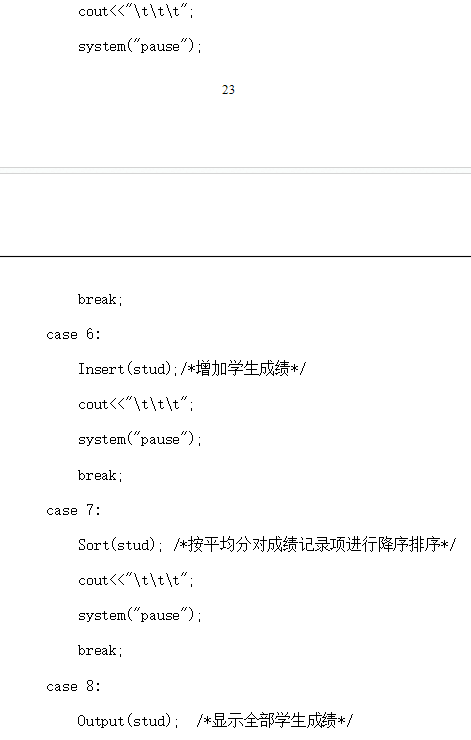 cout<<"\t\t\t";
system("pause");
23
break;
case 6:
Insert(stud);/*增加学生成绩*/
cout<<"\t\t\t";
system("pause");
break;
case 7:
Sort(stud); /*按平均分对成绩记录项进行降序排序*/
cout<<"\t\t\t";
system("pause");
break;
case 8:
Output(stud);  /*显示全部学生成绩*/